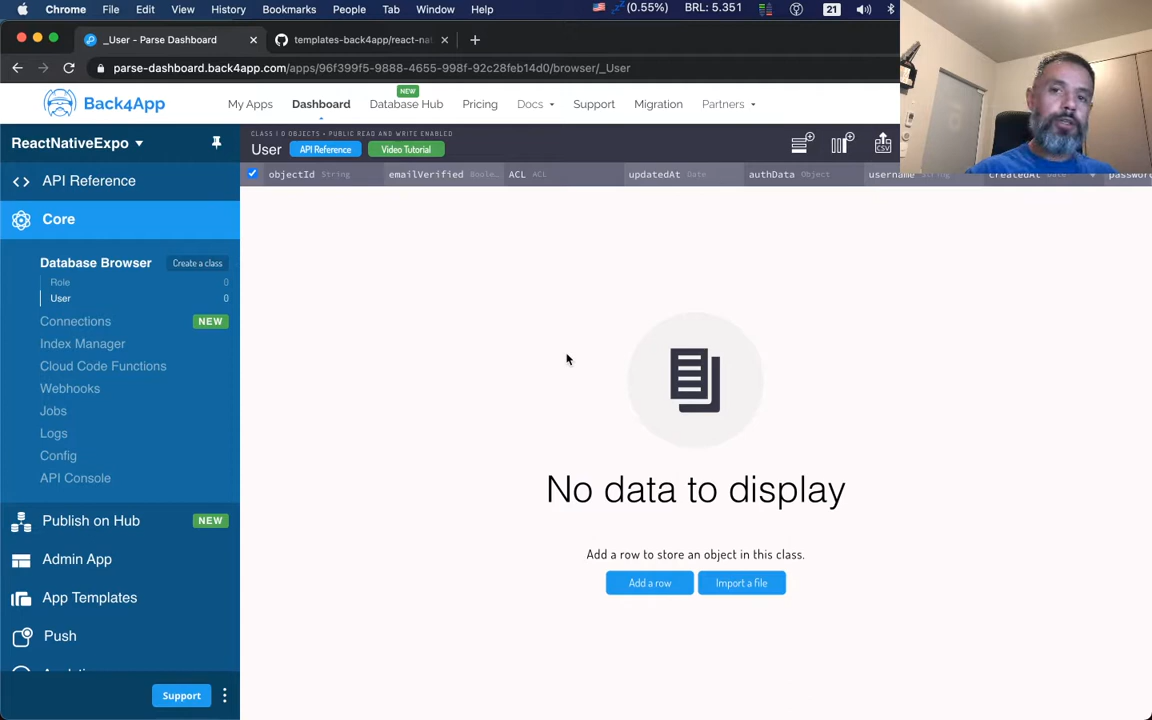 Chrome File Edit View History Bookmarks People Tab Window Help (0.55%) BRL: 5.351 21
_User - Parse Dashboard templates-back4app/react-na
parse-dashboard.back4app.com/apps/96f399f5-9888-4655-998f-92c28feb14d0/browser/_User
Back4App My Apps Dashboard NEW Database Hub Pricing Docs Support Migration Partners
ReactNativeExpo
API Reference
Core
Database Browser Create a class
Role 0
User 0
Connections NEW
Index Manager
Cloud Code Functions
Webhooks
Jobs
Logs
Config
API Console
Publish on Hub NEW
Admin App
App Templates
Push
Support
CLASS | 0 OBJECTS • PUBLIC READ AND WRITE ENABLED
User API Reference Video Tutorial CSV
objectId String emailVerified Boole... ACL ACL updatedAt Date authData Object username String createdAt Date password
No data to display
Add a row to store an object in this class.
Add a row Import a file